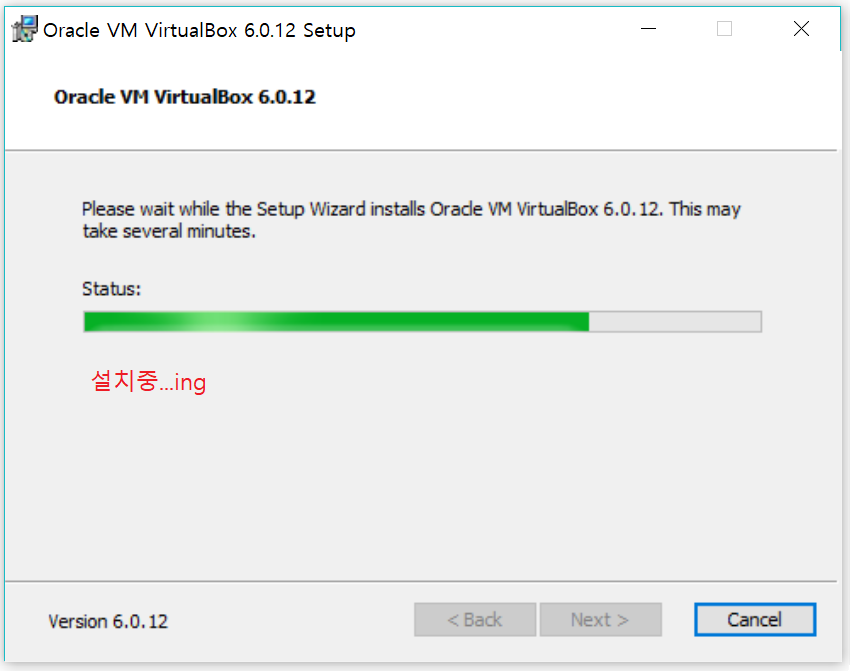 Oracle VM VirtualBox 6.0.12 Setup
Oracle VM VirtualBox 6.0.12
Please wait while the Setup Wizard installs Oracle VM VirtualBox 6.0.12. This may
take several minutes.
Status:
설치중...ing
Version 6.0.12
< Back
Next >
Cancel